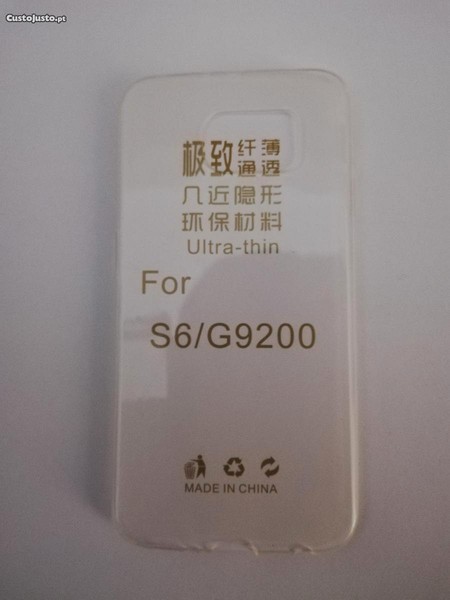 CustoJusto.pt
极致纤薄通透
几近隐形
环保材料
Ultra-thin
For
S6/G9200
MADE IN CHINA